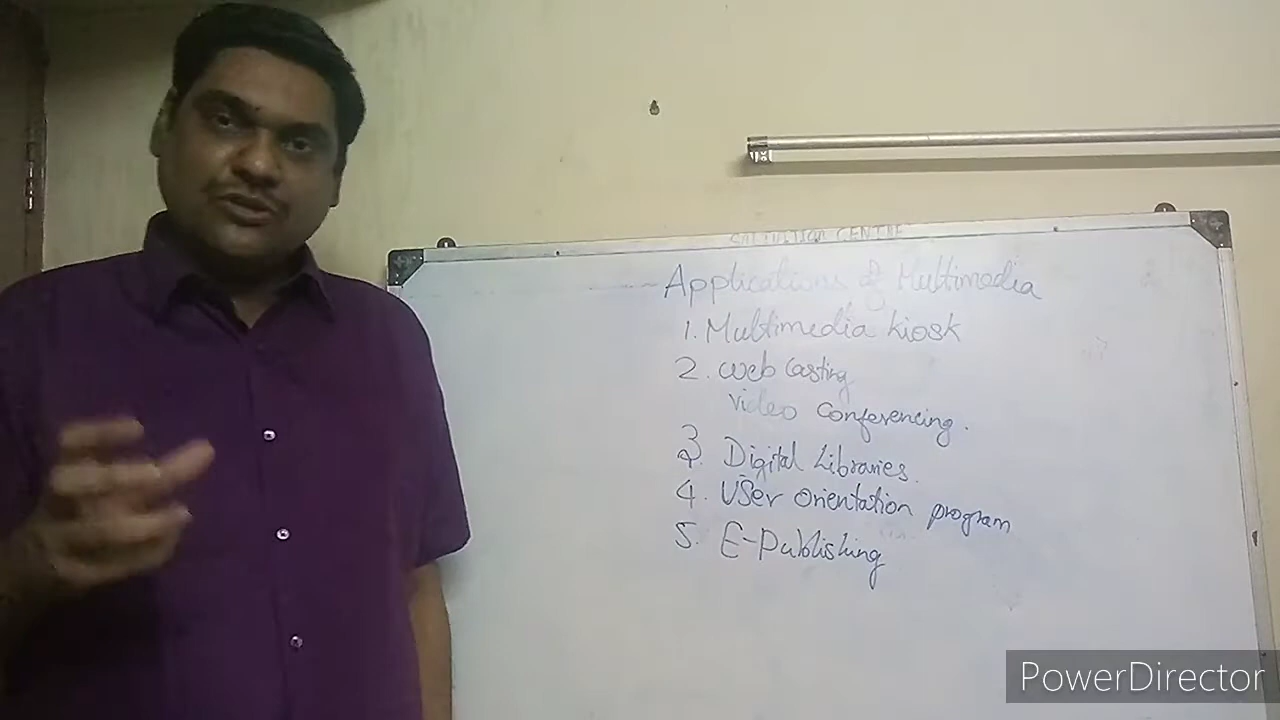 CENTRE
Applications of Multimedia
1. Multimedia kiosk
2. Web Casting
Video Conferencing.
3. Digital Libraries.
4. USer Orientation program
5. E-Publishing
PowerDirector